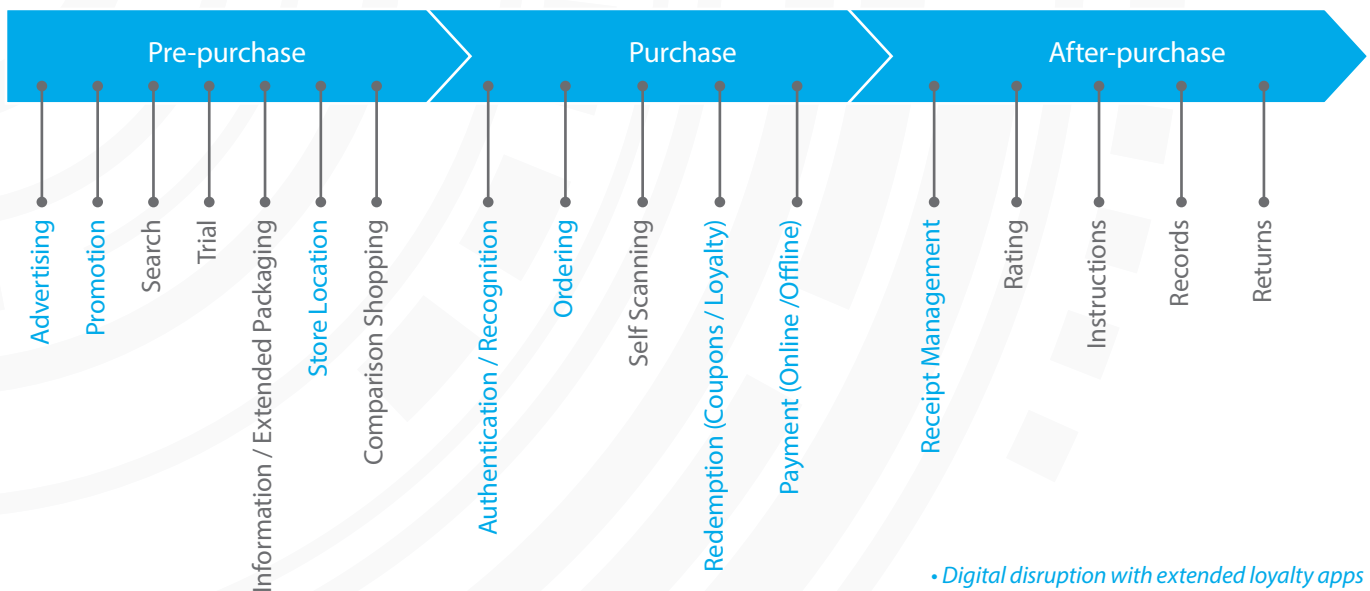 Pre-purchase
Purchase
After-purchase
Advertising
Promotion
Search
Trial
Information / Extended Packaging
Store Location
Comparison Shopping
Authentication / Recognition
Ordering
Self Scanning
Redemption (Coupons / Loyalty)
Payment (Online /Offline)
Receipt Management
Rating
Instructions
Records
Returns
• Digital disruption with extended loyalty apps